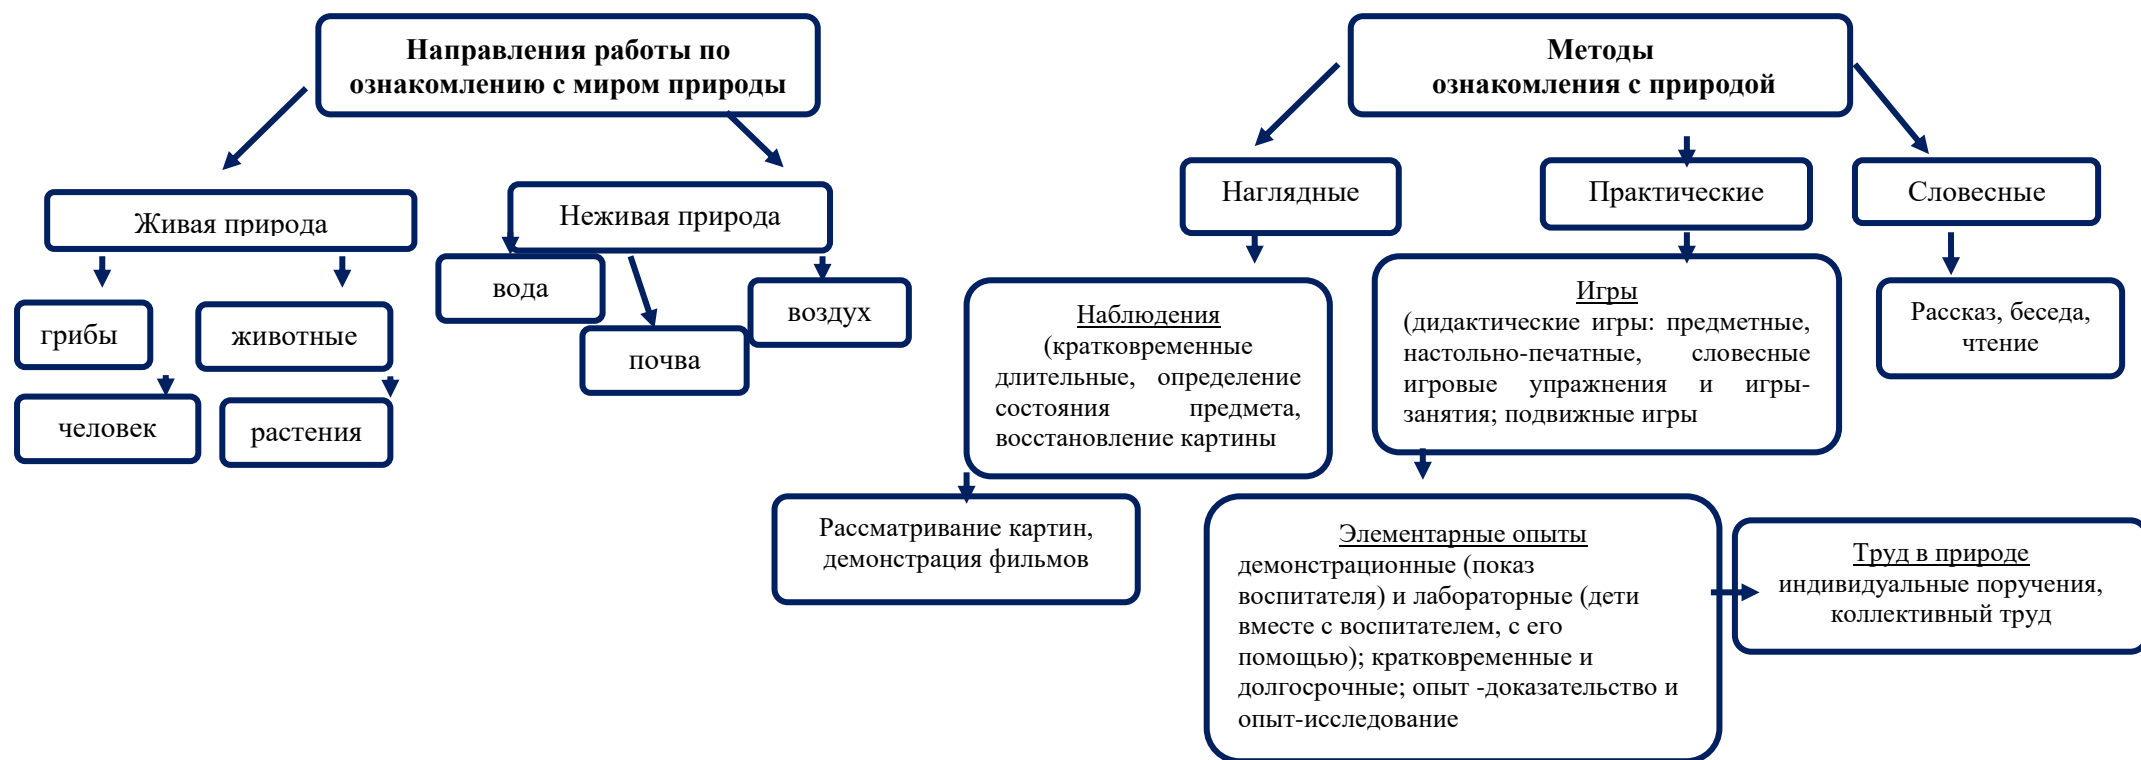 Направления работы по
ознакомлению с миром природы
Живая природа
Неживая природа
грибы
животные
человек
растения
вода
почва
воздух
Методы
ознакомления с природой
Наглядные
Практические
Словесные
Наблюдения
(кратковременные
длительные, определение
состояния предмета,
восстановление картины
Рассматривание картин,
демонстрация фильмов
Игры
(дидактические игры: предметные,
настольно-печатные, словесные
игровые упражнения и игры-
занятия; подвижные игры
Элементарные опыты
демонстрационные (показ
воспитателя) и лабораторные (дети
вместе с воспитателем, с его
помощью); кратковременные и
долгосрочные; опыт -доказательство и
опыт-исследование
Труд в природе
индивидуальные поручения,
коллективный труд
Рассказ, беседа,
чтение